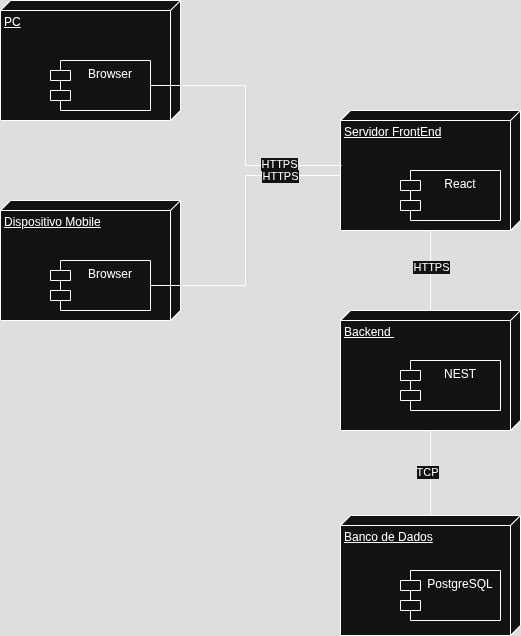 PC
Browser
HTTPS
HTTPS
Servidor FrontEnd
React
Dispositivo Mobile
Browser
HTTPS
Backend
NEST
TCP
Banco de Dados
PostgreSQL